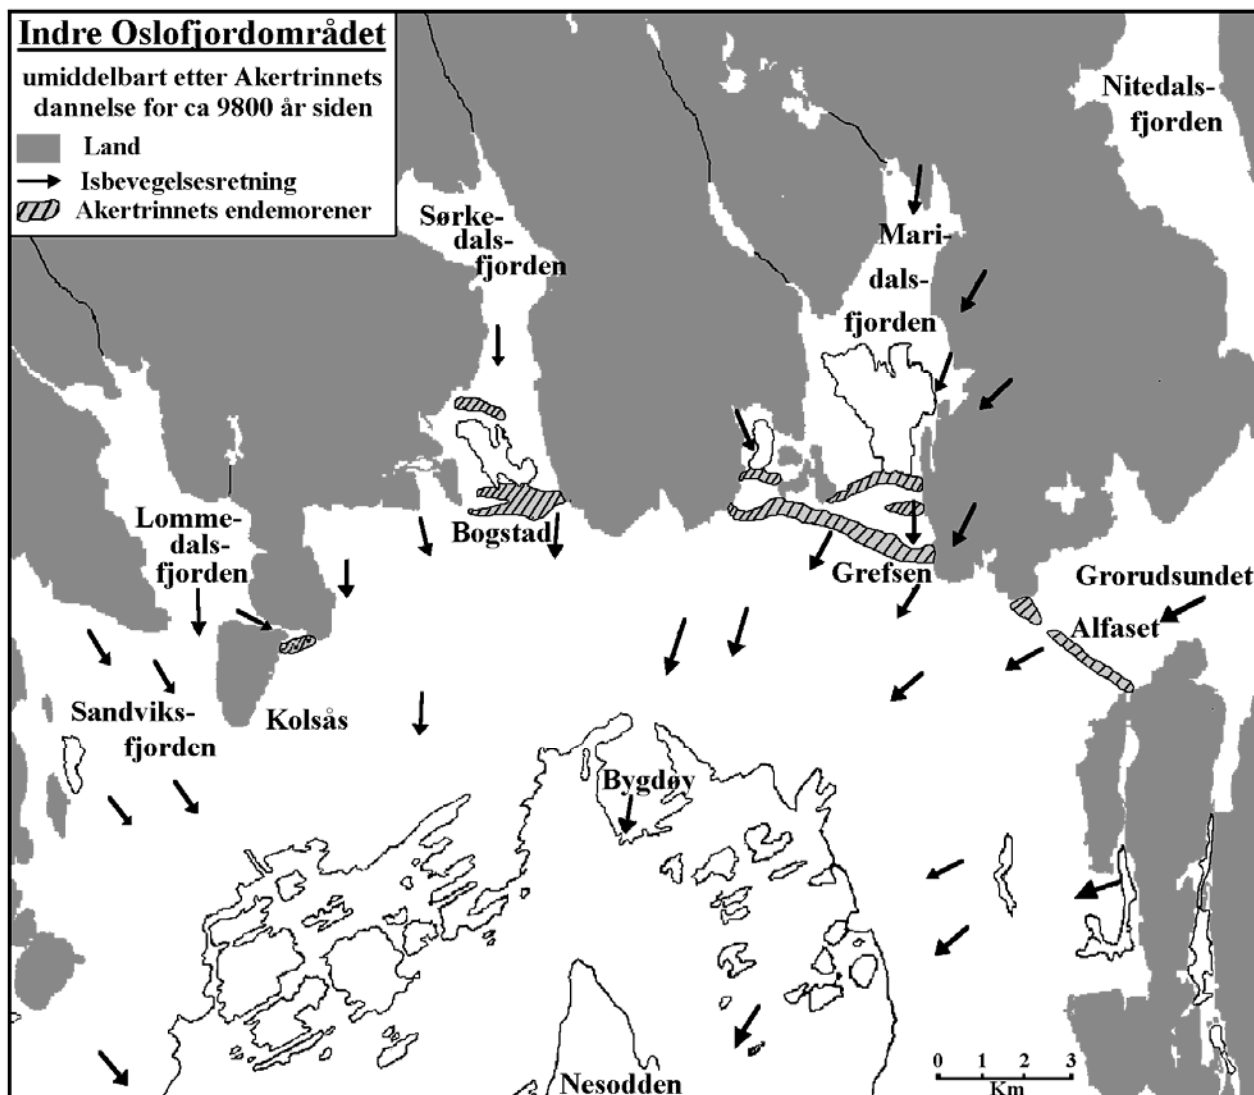 Indre Oslofjordområdet
umiddelbart etter Akertrinnets
dannelse for ca 9800 år siden
Land
Isbevegelsesretning
Akertrinnets endemorener
Nitedals-
fjorden
Sørke-
dals-
fjorden
Mari-
dals-
fjorden
Lomme-
dals-
fjorden
Bogstad
Grefsen
Grorudsundet
Alfaset
Sandviks-
fjorden
Kolsås
Bygdøy
Nesodden
0 1 2 3
Km